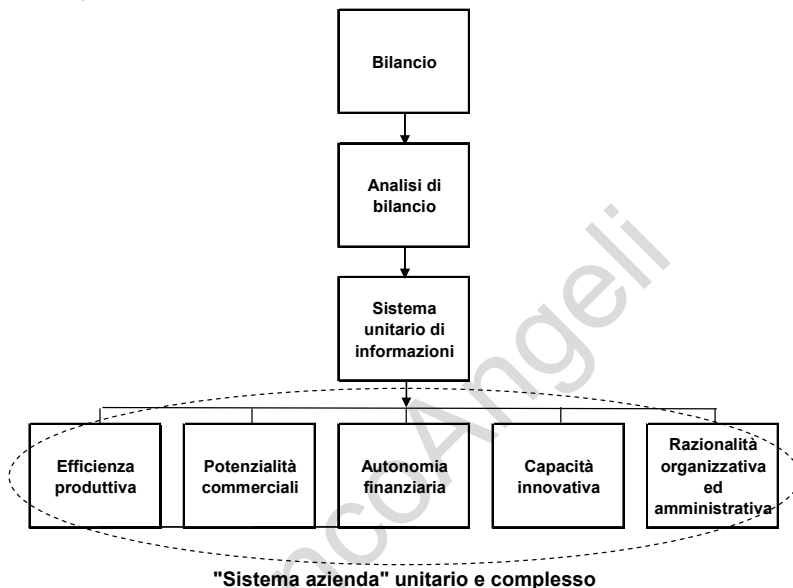 Bilancio
Analisi di
bilancio
Sistema
unitario di
informazioni
Efficienza
produttiva
Potenzialità
commerciali
Autonomia
finanziaria
Capacità
innovativa
Razionalità
organizzativa
ed
amministrativa
"Sistema azienda" unitario e complesso
ncoAngeli